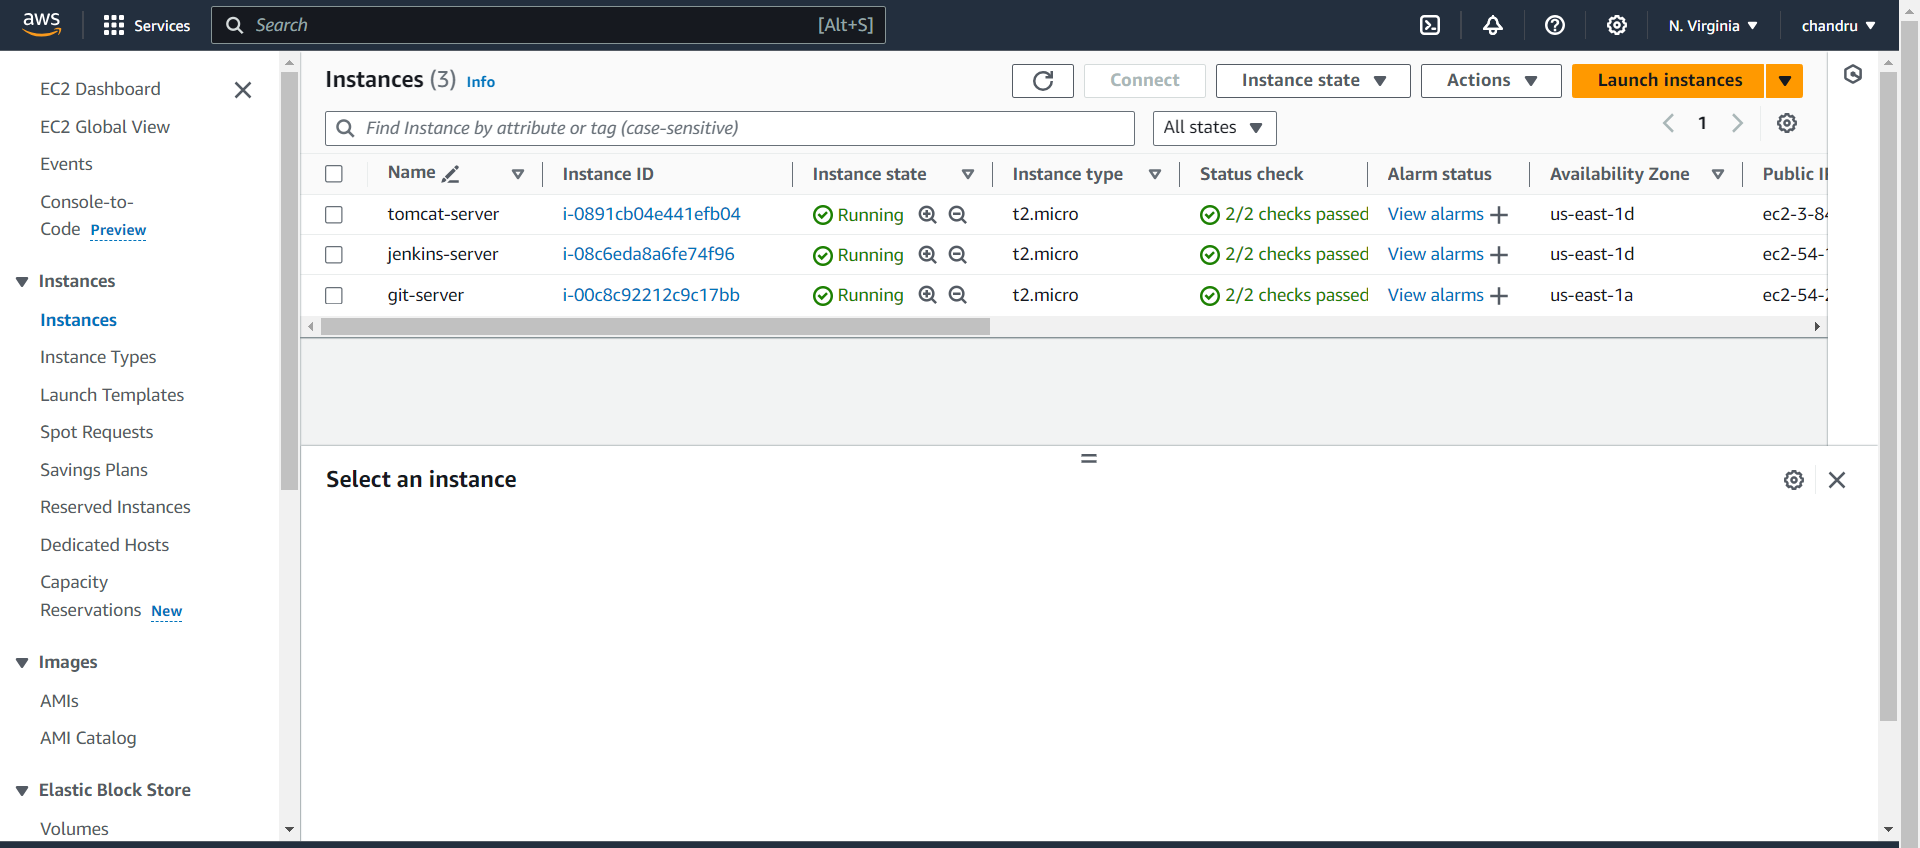 aws
Services
Search [Alt+S]
N. Virginia
chandru
EC2 Dashboard
EC2 Global View
Events
Console-to-
Code Preview
Instances
Instances
Instance Types
Launch Templates
Spot Requests
Savings Plans
Reserved Instances
Dedicated Hosts
Capacity
Reservations New
Images
AMIs
AMI Catalog
Elastic Block Store
Volumes
Instances (3) Info
Connect
Instance state
Actions
Launch instances
Find Instance by attribute or tag (case-sensitive)
All states
1
Name Instance ID Instance state Instance type Status check Alarm status Availability Zone Public
tomcat-server i-0891cb04e441efb04 Running t2.micro 2/2 checks passed View alarms us-east-1d ec2-3-84
jenkins-server i-08c6eda8a6fe74f96 Running t2.micro 2/2 checks passed View alarms us-east-1d ec2-54-
git-server i-00c8c92212c9c17bb Running t2.micro 2/2 checks passed View alarms us-east-1a ec2-54-
Select an instance